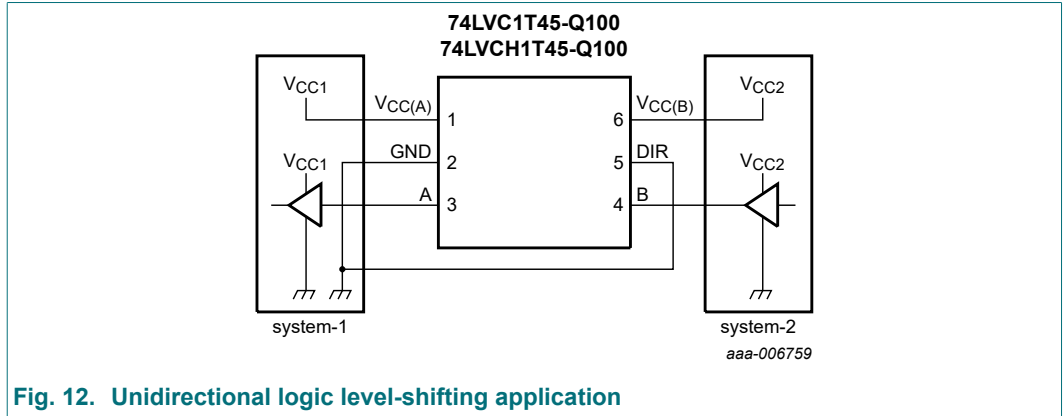 74LVC1T45-Q100
74LVCH1T45-Q100
VCC1
VCC(A)
1
6
VCC(B)
VCC2
GND
2
5
DIR
VCC1
VCC2
A
3
4
B
system-1
system-2
aaa-006759
Fig. 12. Unidirectional logic level-shifting application